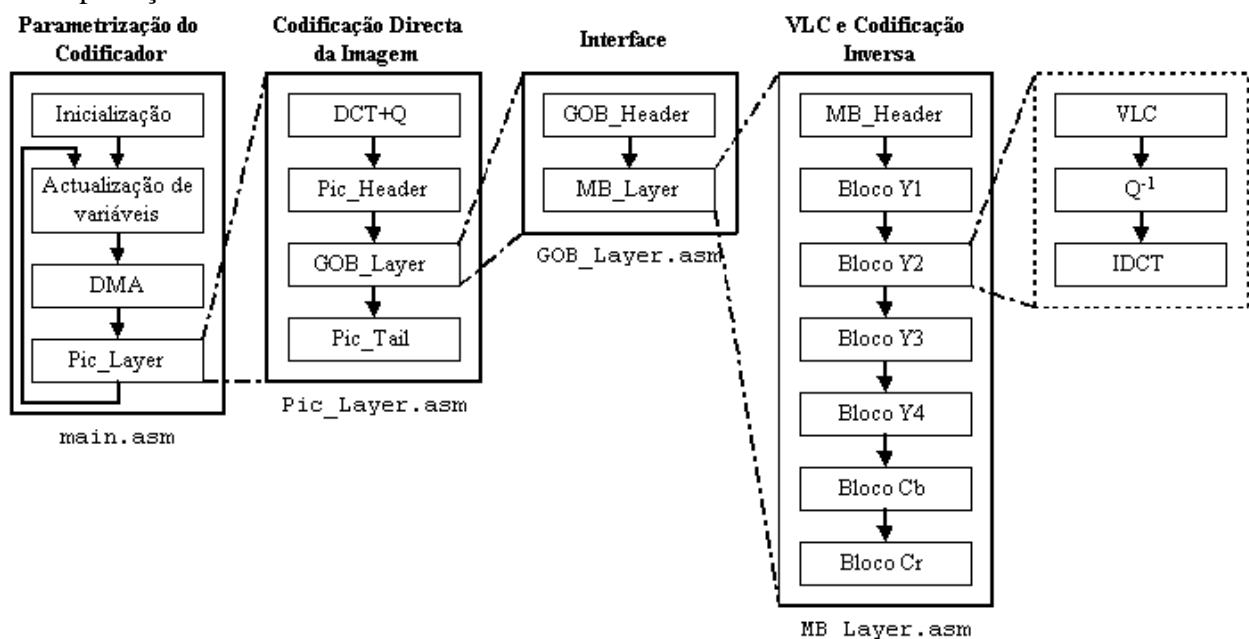 Parametrização do
Codificador
Inicialização
Actualização de
variáveis
DMA
Pic_Layer
main.asm
Codificação Directa
da Imagem
DCT+Q
Pic_Header
GOB_Layer
Pic_Tail
Pic_Layer.asm
Interface
GOB_Header
MB_Layer
GOB_Layer.asm
VLC e Codificação
Inversa
MB_Header
Bloco Y1
Bloco Y2
Bloco Y3
Bloco Y4
Bloco Cb
Bloco Cr
MB_Layer.asm
VLC
Q-1
IDCT